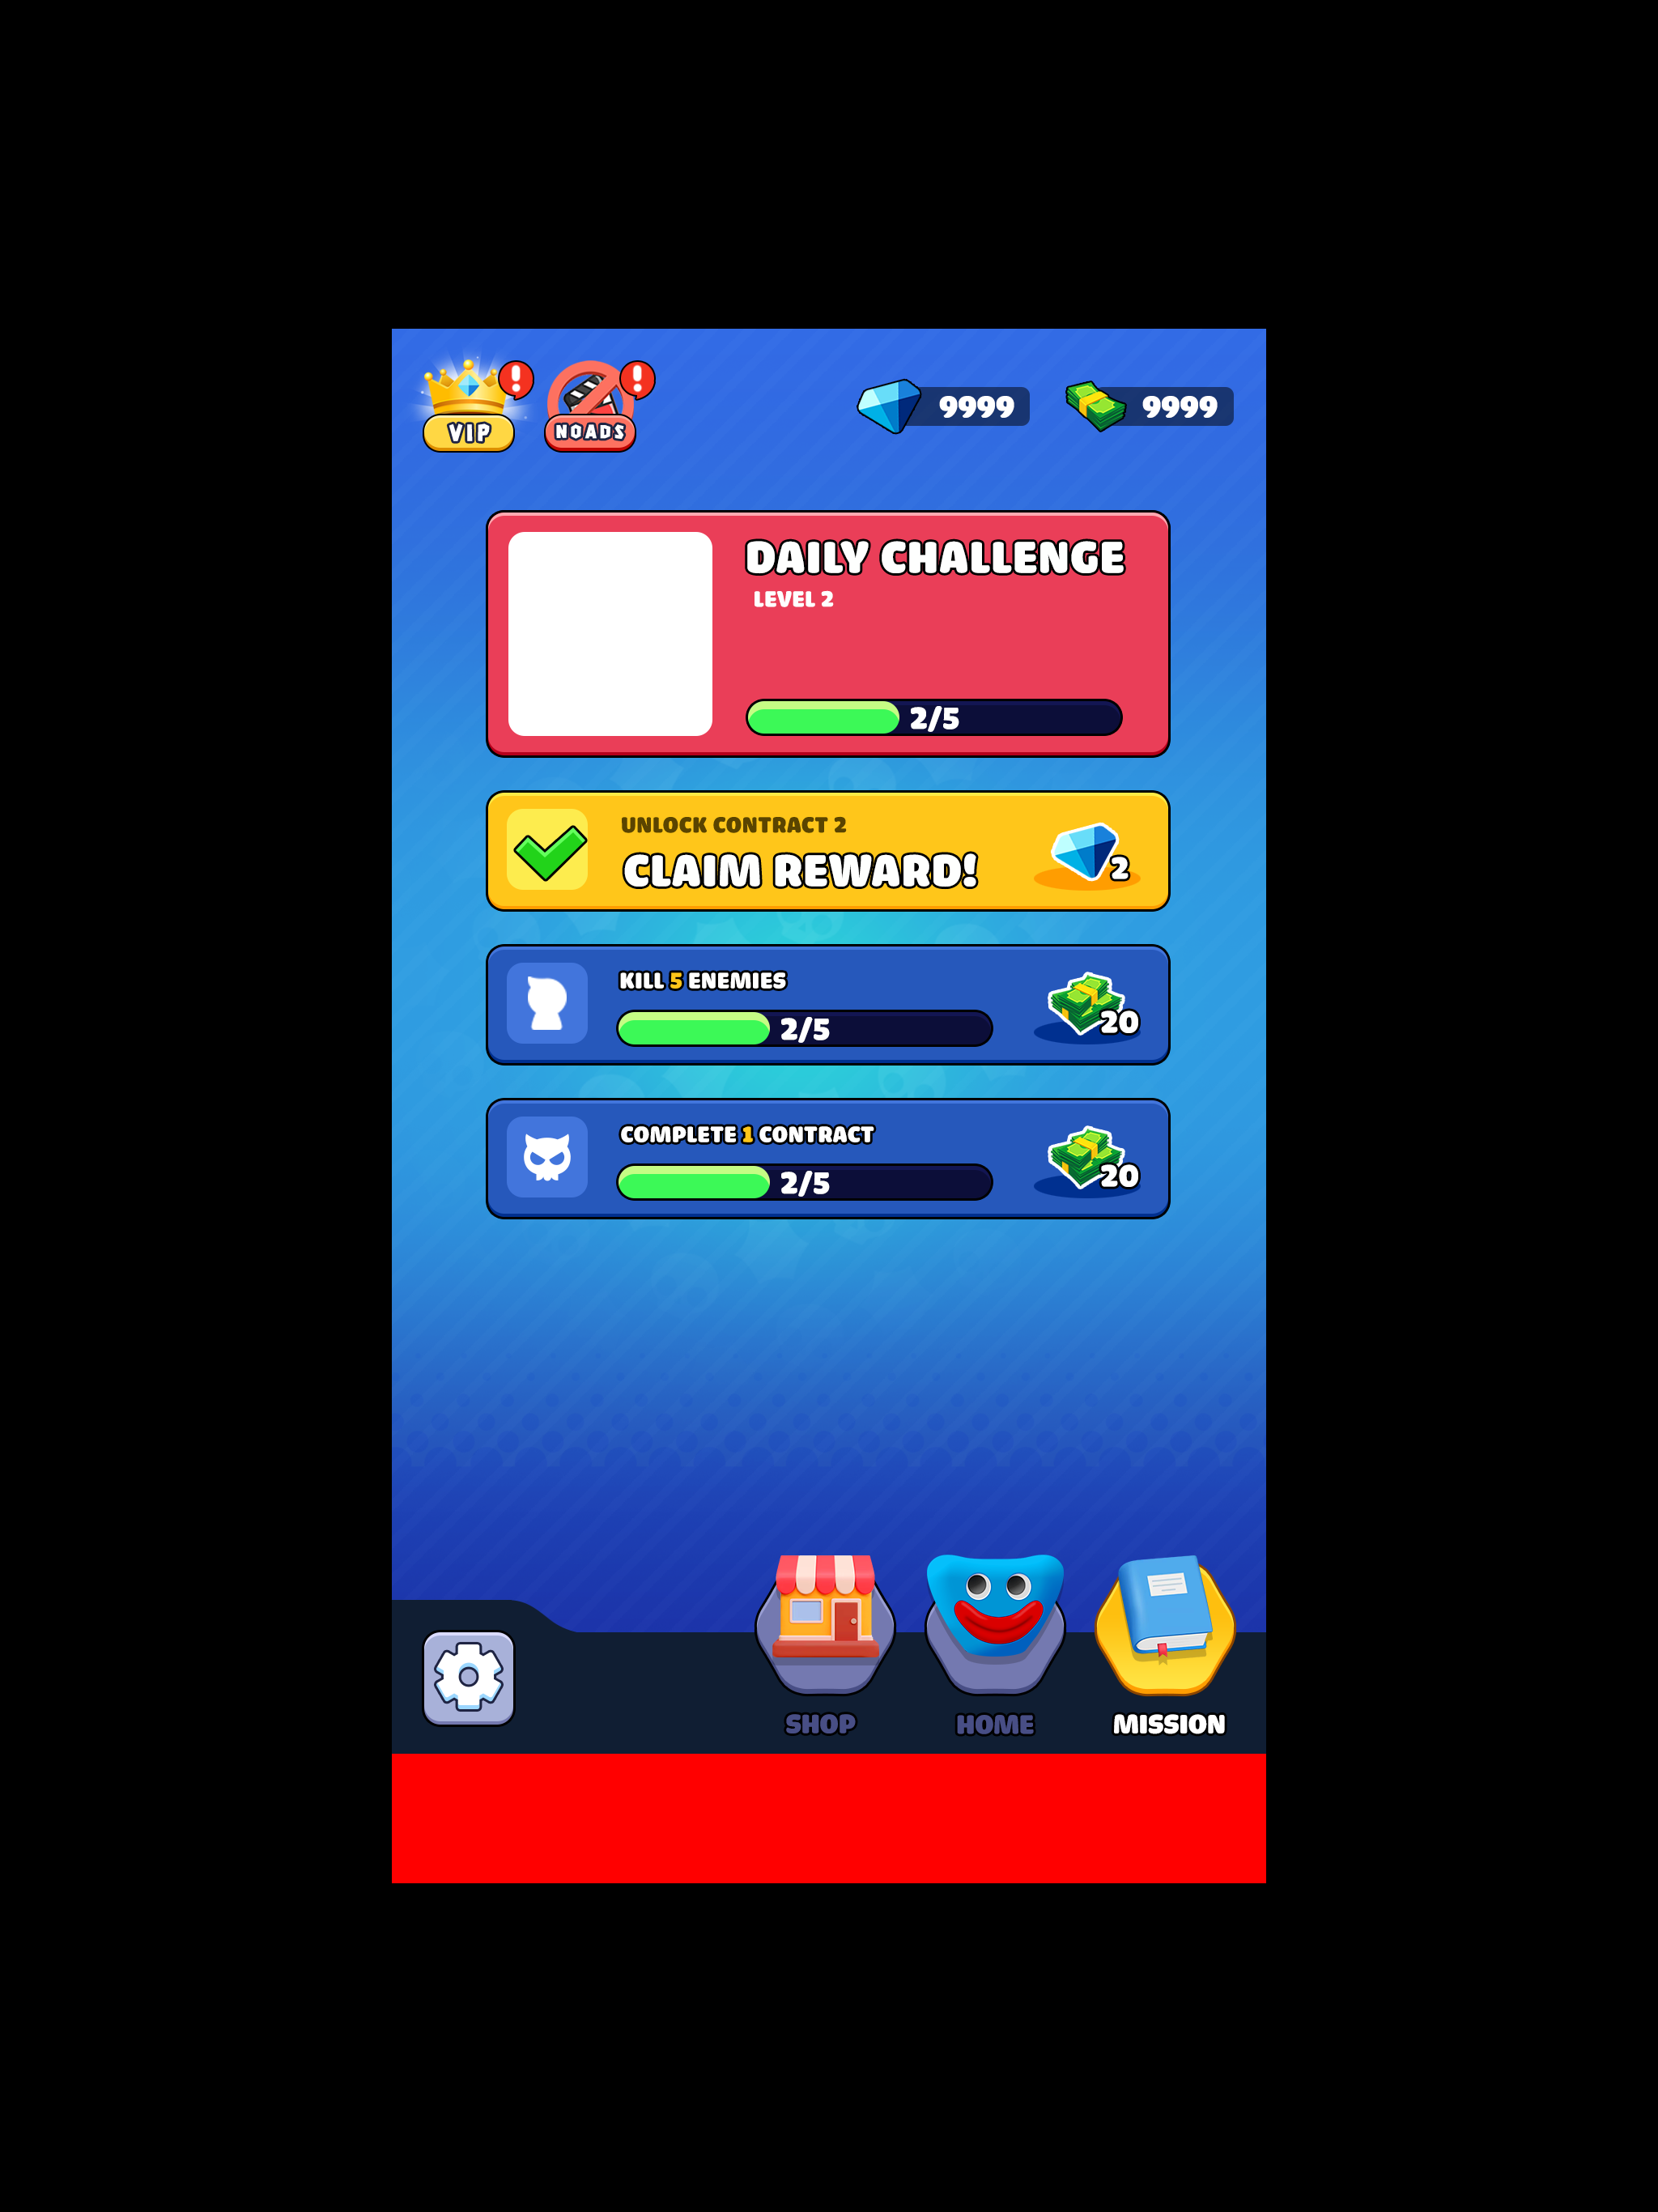 VIP
NOADS
9999
9999
DAILY CHALLENGE
LEVEL 2
2/5
UNLOCK CONTRACT 2
CLAIM REWARD!
2
KILL 5 ENEMIES
2/5
20
COMPLETE 1 CONTRACT
2/5
20
SHOP
HOME
MISSION